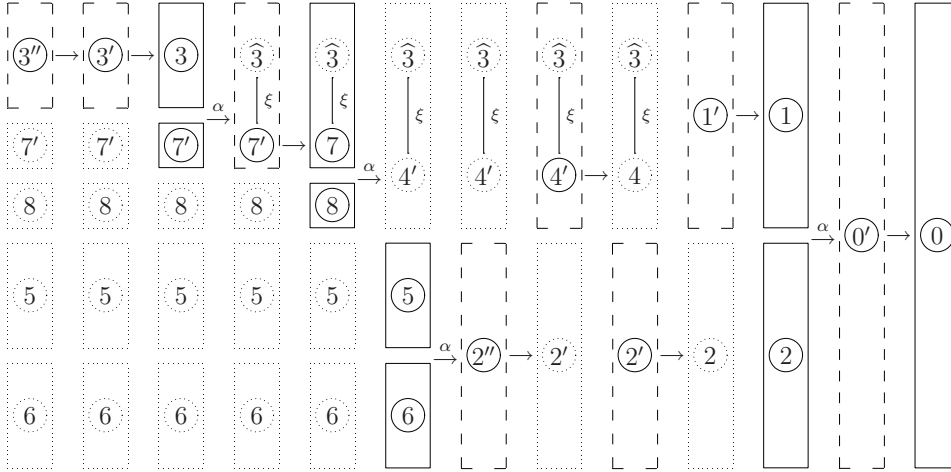 3″ 3′ 3 3̂ 3̂ 3̂ 3̂ 3̂ 3̂
ξ ξ ξ ξ ξ ξ
α 1′ 1
7′ 7′ 7′ 7′ 7
α 4′ 4′ 4′ 4
8 8 8 8 8
α 0′ 0
5 5 5 5 5 5
α 2″ 2′ 2′ 2 2
6 6 6 6 6 6